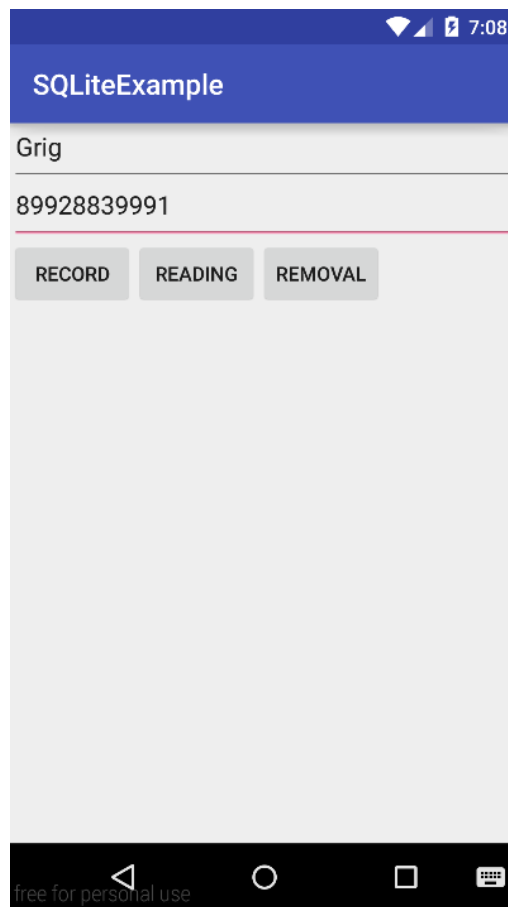 7:08
SQLiteExample
Grig
89928839991
RECORD READING REMOVAL
free for personal use